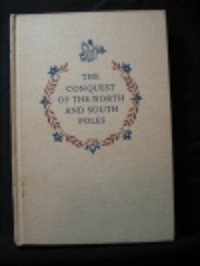 THE
CONQUEST
OF THE NORTH
AND SOUTH
POLES